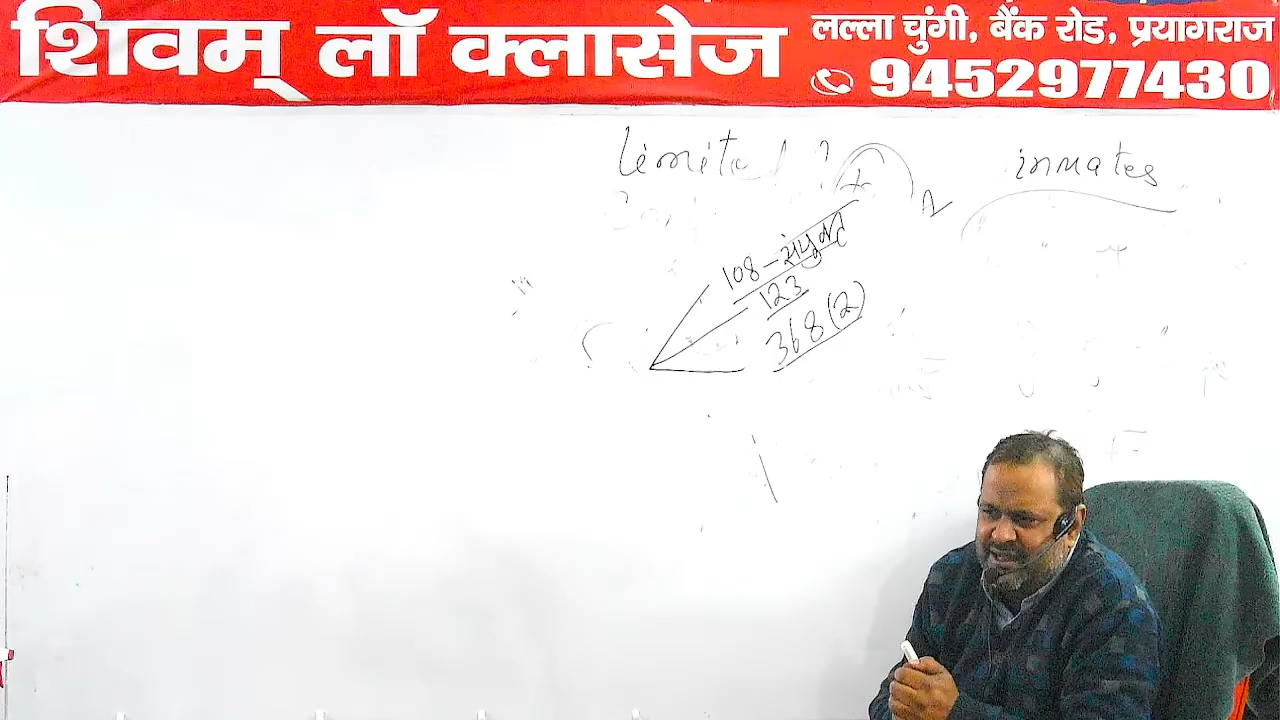 शिवम् लॉ क्लासेज
लल्ला चुंगी, बैंक रोड, प्रयागराज
9452977430
inmates
108 - संयुक्त
123
368 (2)